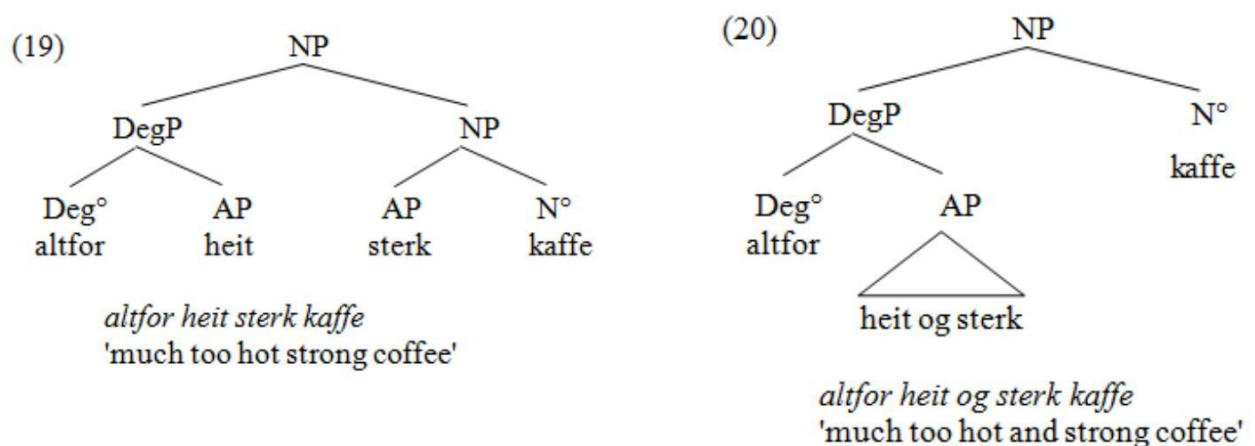 (19)
NP
DegP NP
Deg° AP AP N°
altfor heit sterk kaffe
altfor heit sterk kaffe
'much too hot strong coffee'
(20)
NP
DegP N°
kaffe
Deg° AP
altfor
heit og sterk
altfor heit og sterk kaffe
'much too hot and strong coffee'